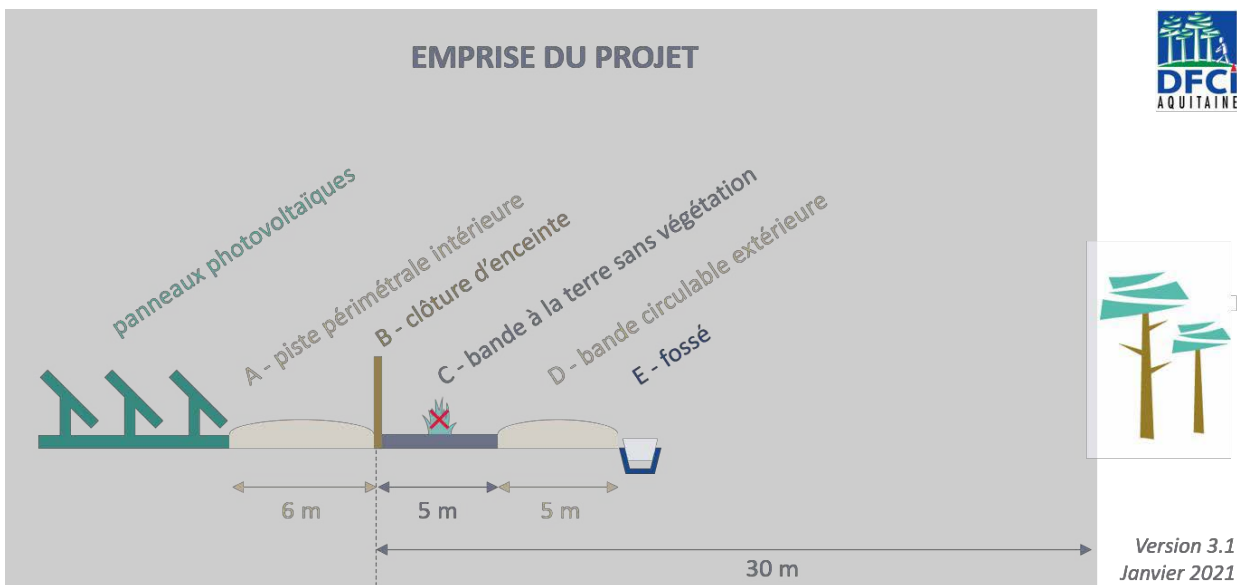 EMPRISE DU PROJET
DFCI
AQUITAINE
panneaux photovoltaïques
A - piste périmétrale intérieure
B - clôture d’enceinte
C - bande à la terre sans végétation
D - bande circulable extérieure
E - fossé
6 m
5 m
5 m
30 m
Version 3.1
Janvier 2021